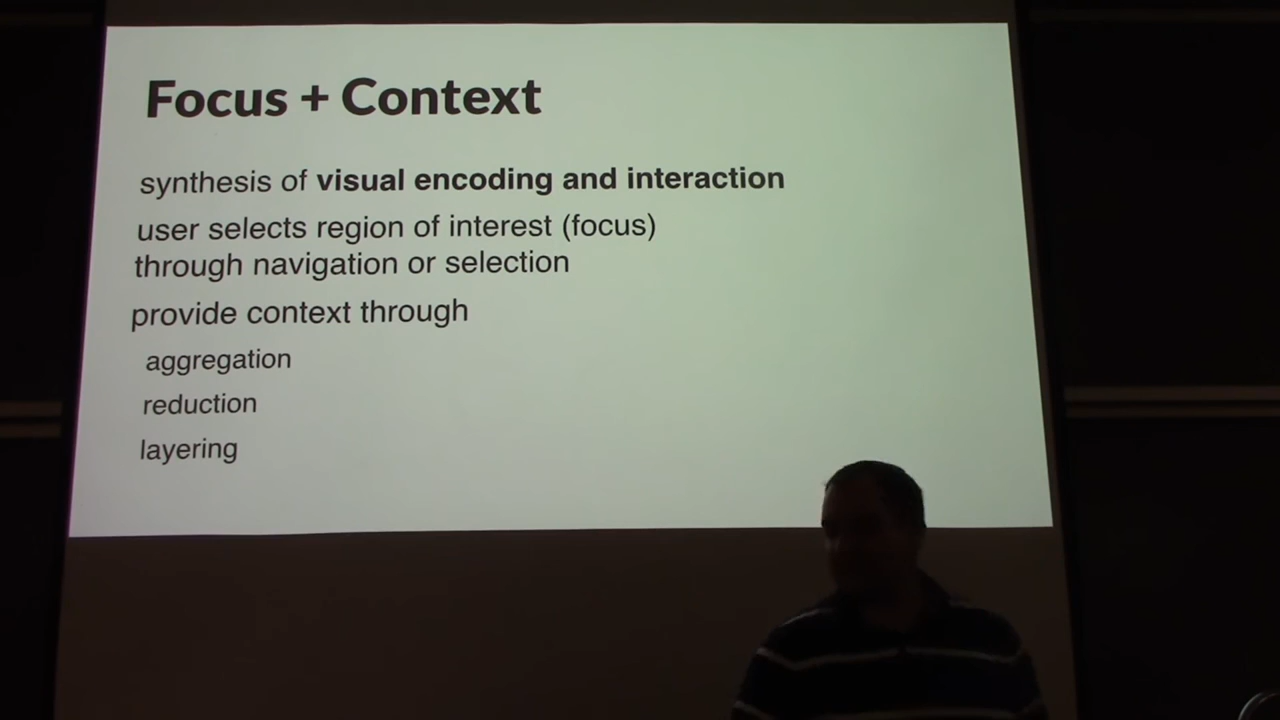 Focus + Context
synthesis of visual encoding and interaction
user selects region of interest (focus)
through navigation or selection
provide context through
aggregation
reduction
layering